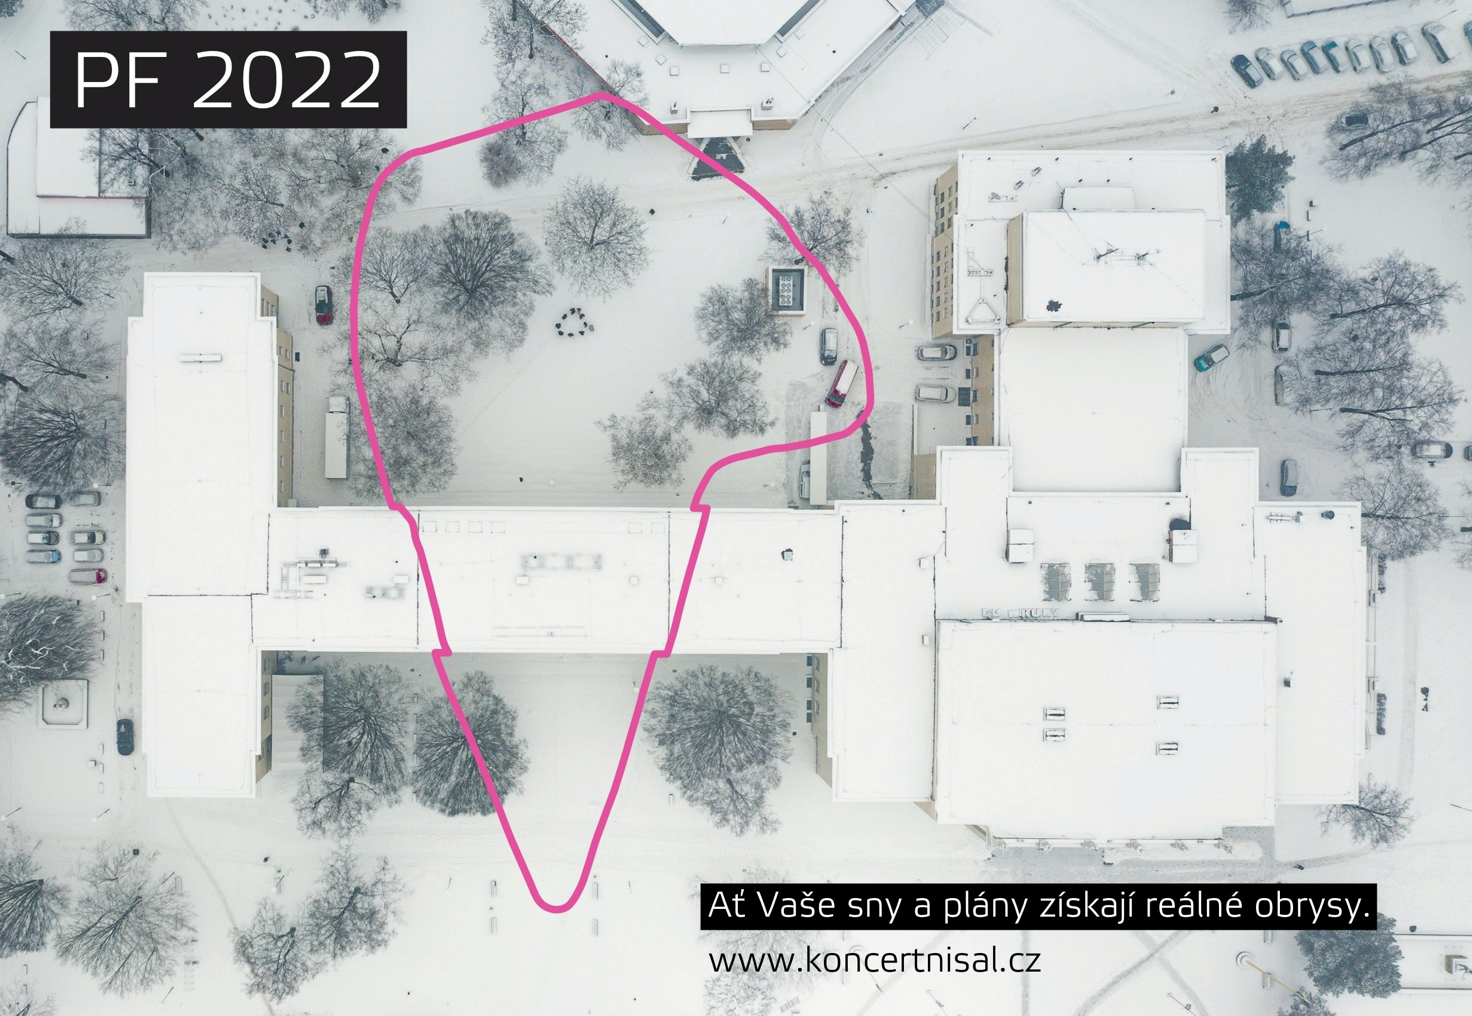 PF 2022
Ať Vaše sny a plány získají reálné obrysy.
www.koncertnisal.cz